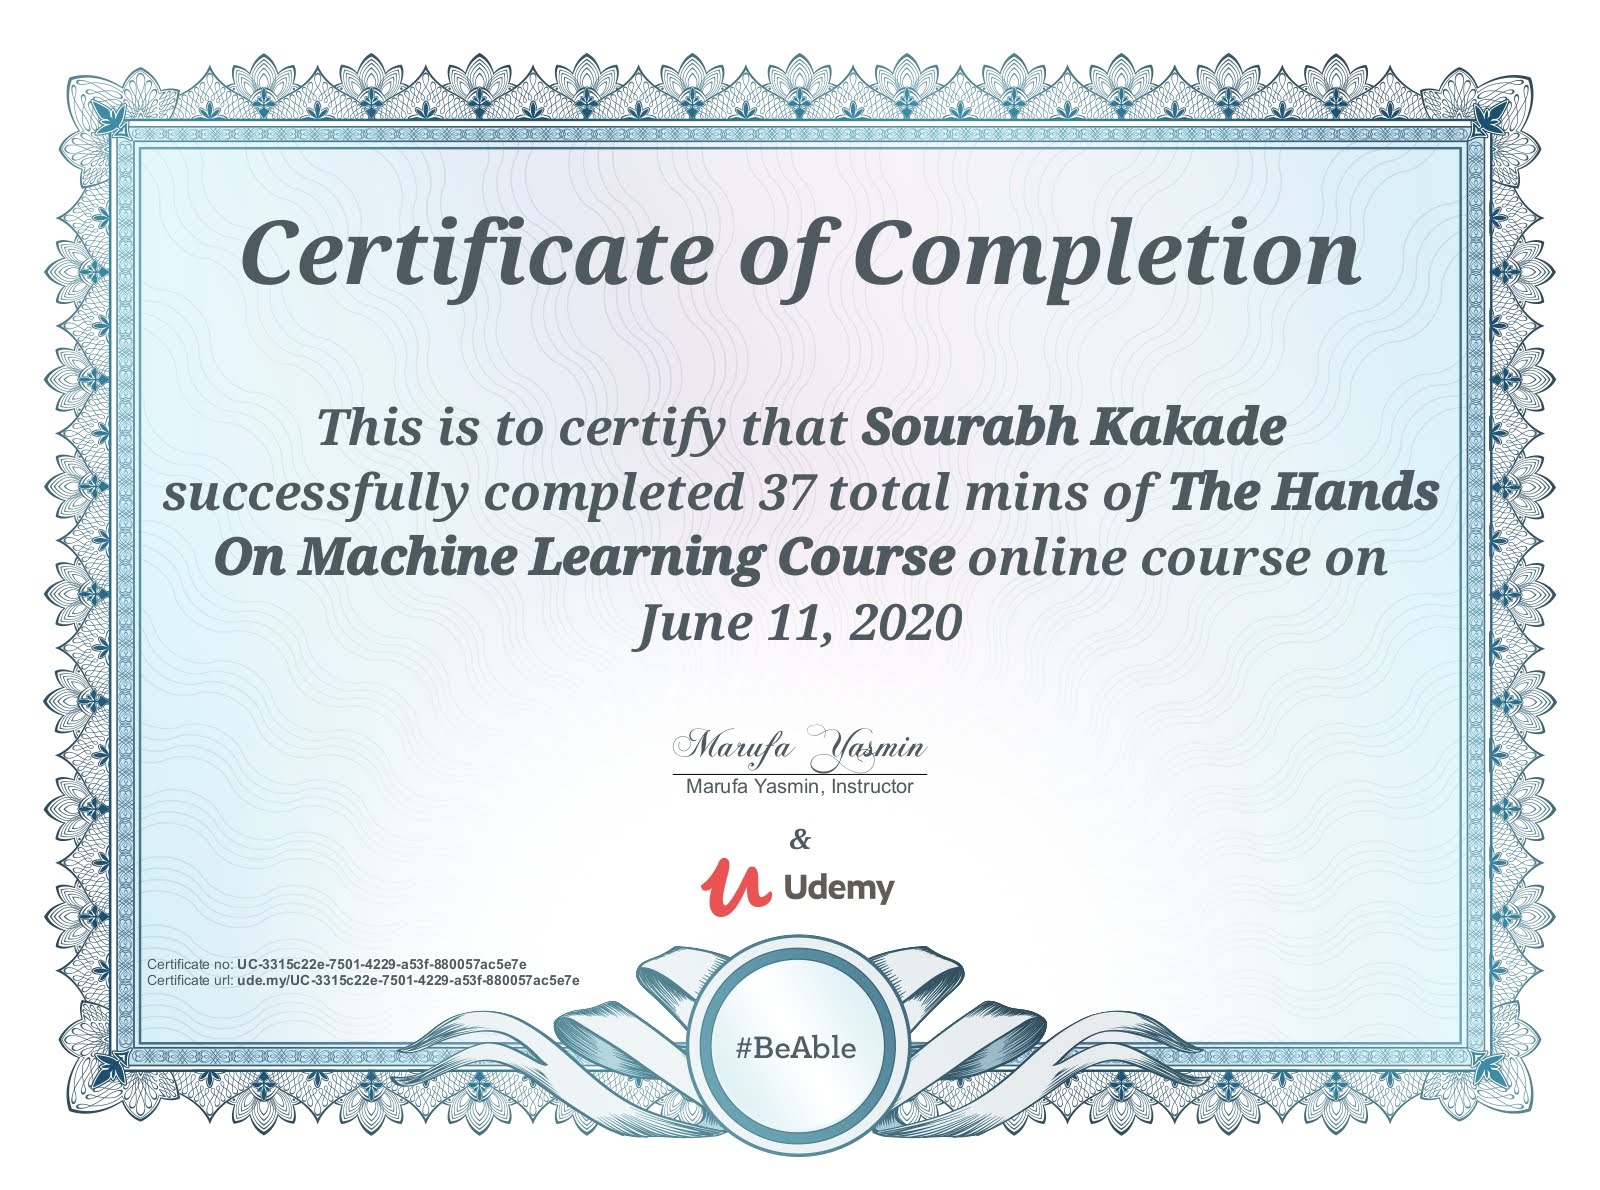 Certificate of Completion
This is to certify that Sourabh Kakade
successfully completed 37 total mins of The Hands
On Machine Learning Course online course on
June 11, 2020
Marufa Yasmin
Marufa Yasmin, Instructor
&
Udemy
Certificate no: UC-3315c22e-7501-4229-a53f-880057ac5e7e
Certificate url: ude.my/UC-3315c22e-7501-4229-a53f-880057ac5e7e
#BeAble